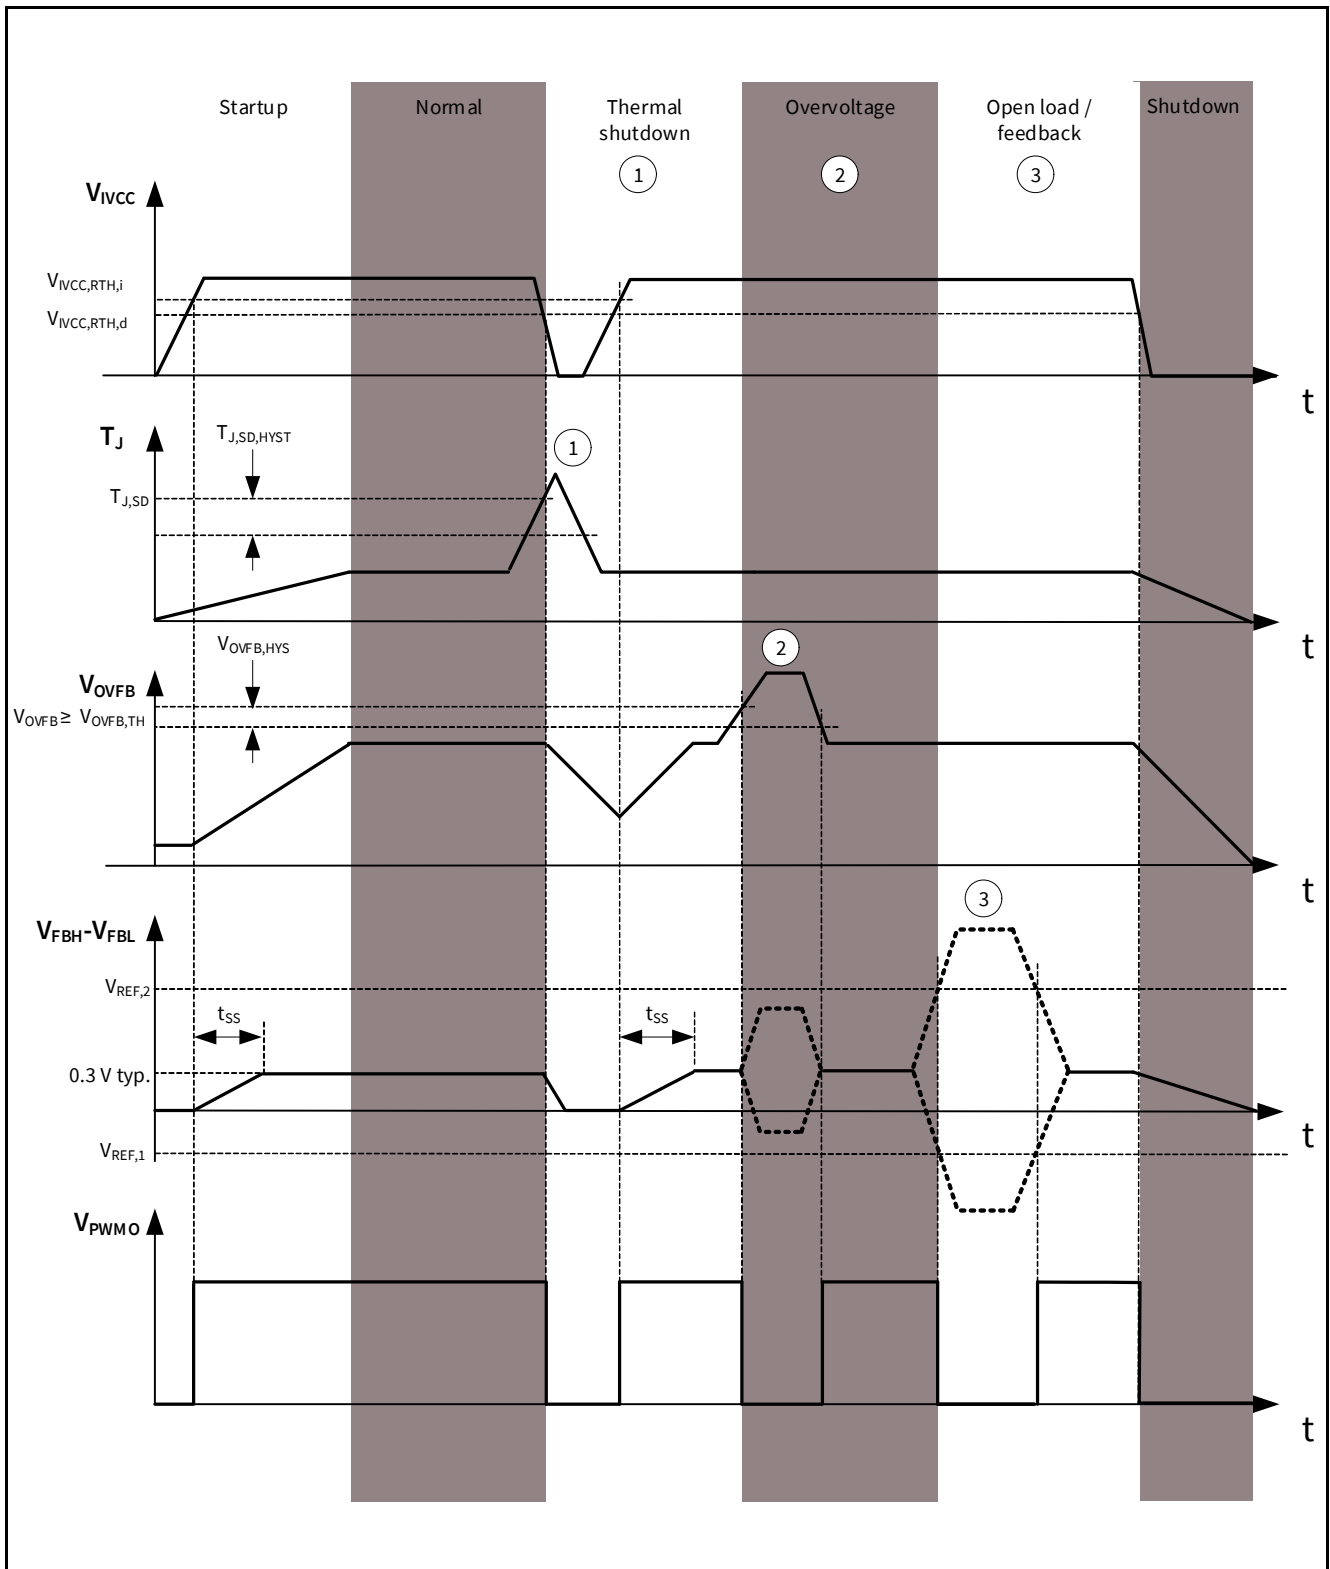 Startup
Normal
Thermal
shutdown
1
Overvoltage
2
Open load /
feedback
3
Shutdown
VIVCC
VIVCC,RTH,i
VIVCC,RTH,d
t
TJ
TJ,SD,HYST
TJ,SD
1
t
VOVFB
VOVFB,HYS
VOVFB ≥ VOVFB,TH
2
t
VFBH-VFBL
VREF,2
tSS
tSS
0.3 V typ.
VREF,1
3
t
VPWMO
t